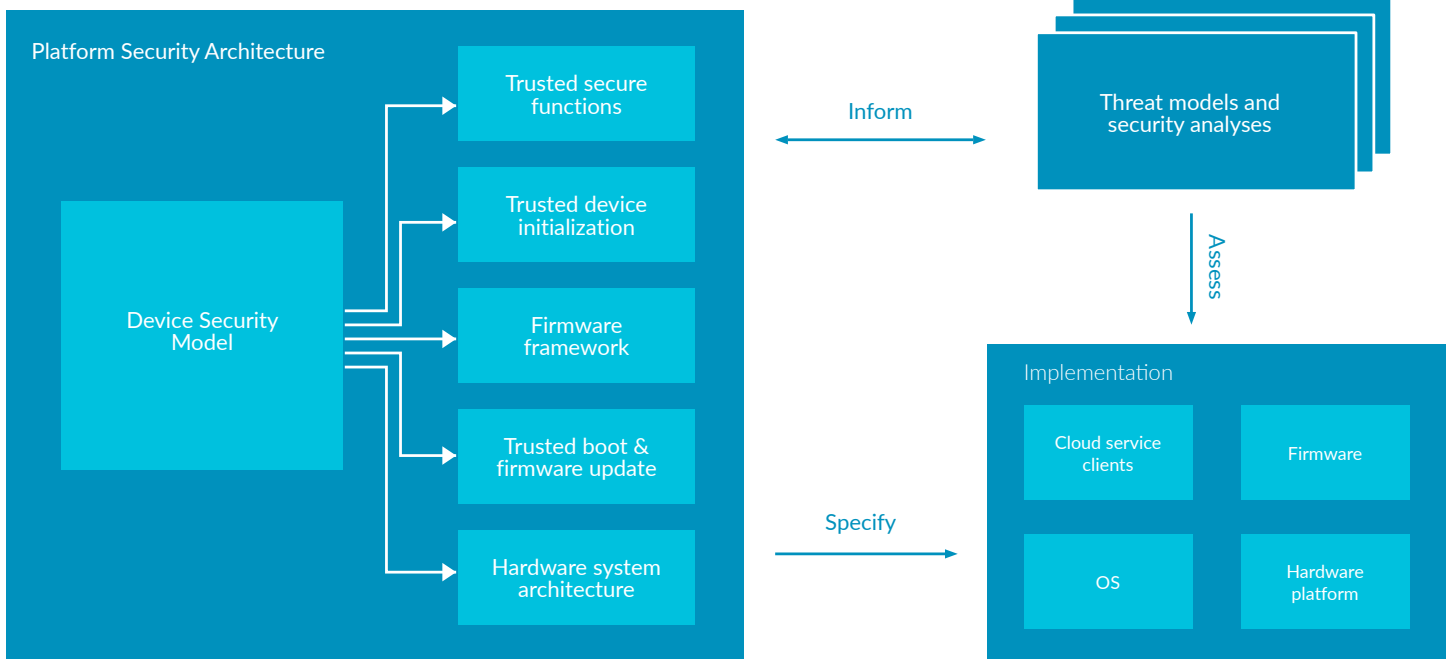 Platform Security Architecture
Device Security
Model
Trusted secure
functions
Trusted device
initialization
Firmware
framework
Trusted boot &
firmware update
Hardware system
architecture
Inform
Specify
Threat models and
security analyses
Assess
Implementation
Cloud service
clients
Firmware
OS
Hardware
platform